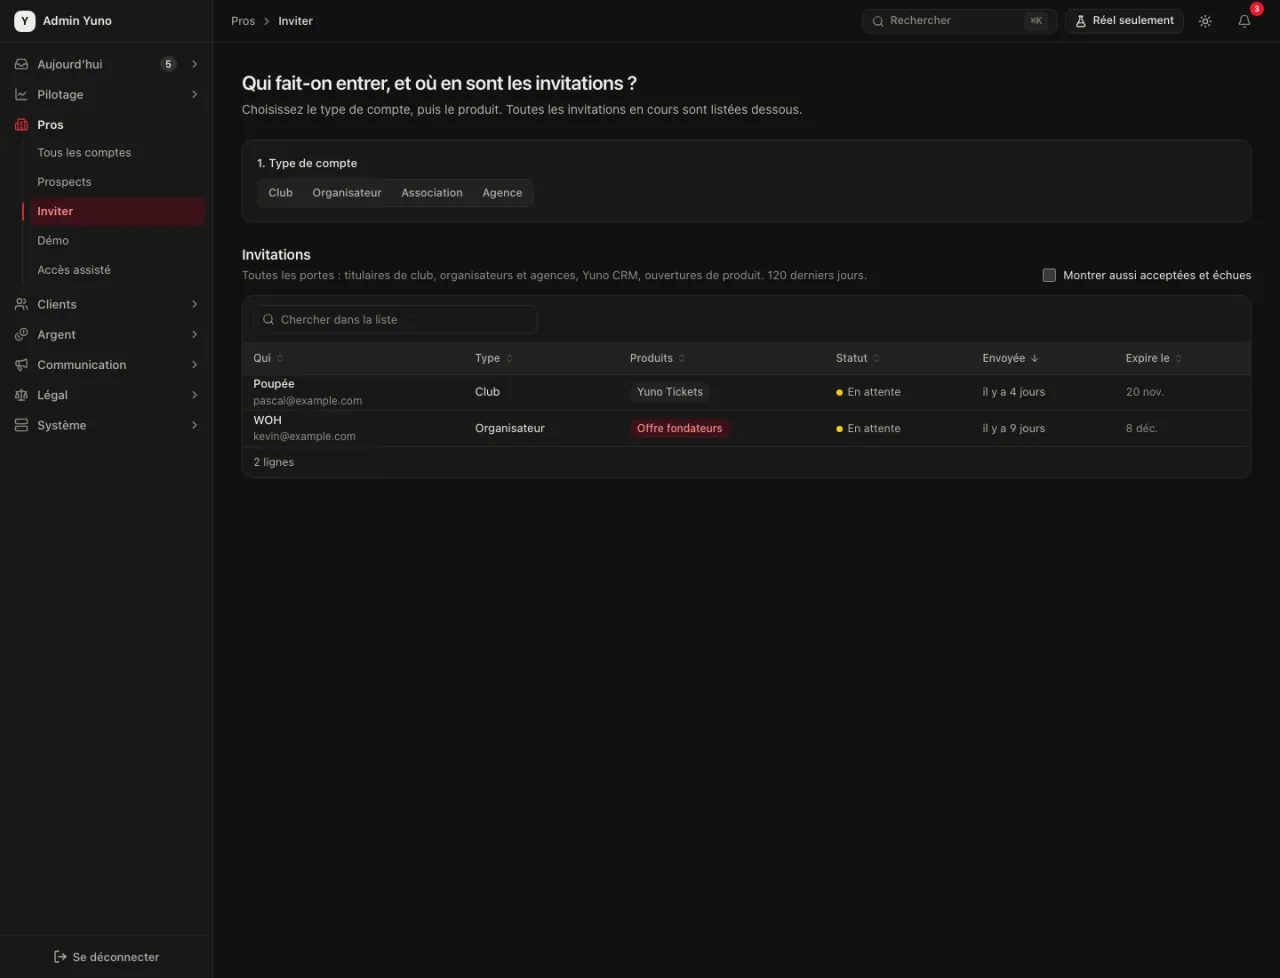 Y Admin Yuno
Pros > Inviter
Rechercher ⌘K
Réel seulement
3
Aujourd'hui 5
Pilotage
Pros
Tous les comptes
Prospects
Inviter
Démo
Accès assisté
Clients
Argent
Communication
Légal
Système
Se déconnecter
Qui fait-on entrer, et où en sont les invitations ?
Choisissez le type de compte, puis le produit. Toutes les invitations en cours sont listées dessous.
1. Type de compte
Club Organisateur Association Agence
Invitations
Toutes les portes : titulaires de club, organisateurs et agences, Yuno CRM, ouvertures de produit. 120 derniers jours.
Montrer aussi acceptées et échues
Chercher dans la liste
Qui Type Produits Statut Envoyée Expire le
Poupée
pascal@example.com
Club Yuno Tickets En attente il y a 4 jours 20 nov.
WOH
kevin@example.com
Organisateur Offre fondateurs En attente il y a 9 jours 8 déc.
2 lignes